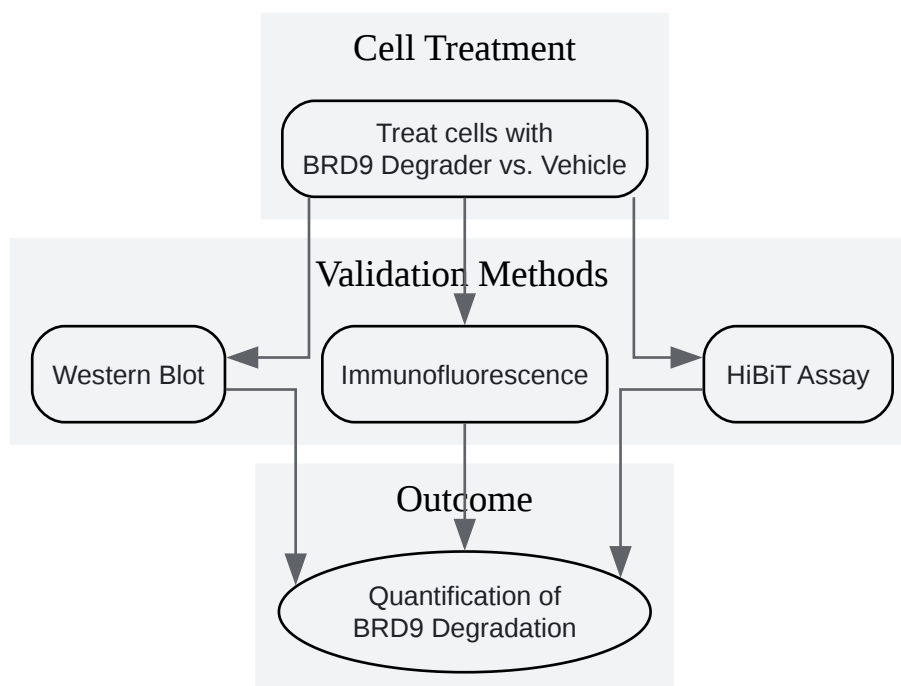 Cell Treatment
Treat cells with
BRD9 Degrader vs. Vehicle
Validation Methods
Western Blot
Immunofluorescence
HiBiT Assay
Outcome
Quantification of
BRD9 Degradation